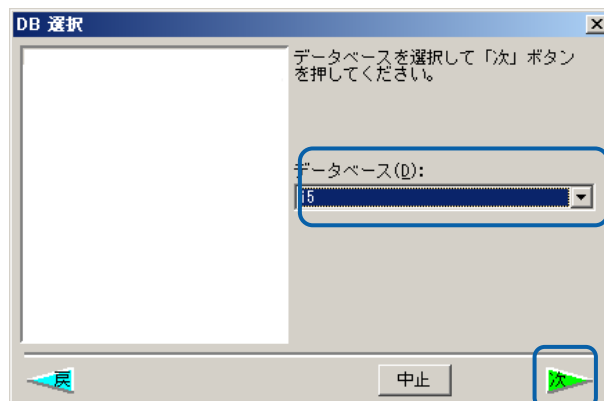 DB 選択
データベースを選択して「次」ボタン
を押してください。
データベース(D):
i5
戻
中止
次